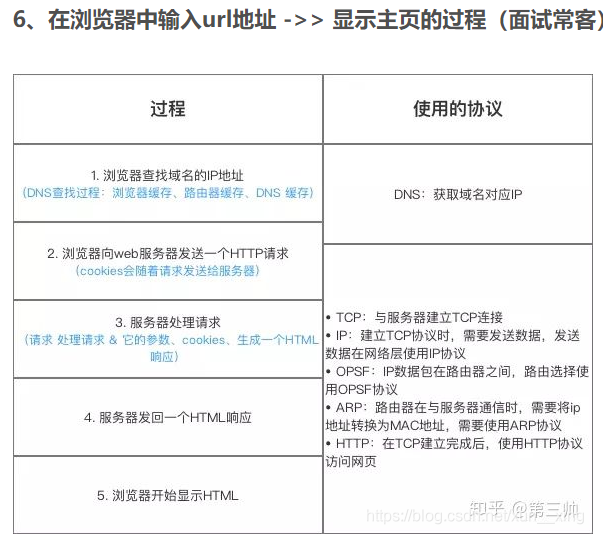 6、在浏览器中输入url地址 ->> 显示主页的过程（面试常客）
过程
使用的协议
1. 浏览器查找域名的IP地址
（DNS查找过程：浏览器缓存、路由器缓存、DNS 缓存）
DNS：获取域名对应IP
2. 浏览器向web服务器发送一个HTTP请求
（cookies会随着请求发送给服务器）
3. 服务器处理请求
（请求 处理请求 & 它的参数、cookies、生成一个HTML
响应）
4. 服务器发回一个HTML响应
5. 浏览器开始显示HTML
• TCP：与服务器建立TCP连接
• IP：建立TCP协议时，需要发送数据，发送
数据在网络层使用IP协议
• OPSF：IP数据包在路由器之间，路由选择使
用OPSF协议
• ARP：路由器在与服务器通信时，需要将ip
地址转换为MAC地址，需要使用ARP协议
• HTTP：在TCP建立完成后，使用HTTP协议
访问网页
知乎 @第三帅